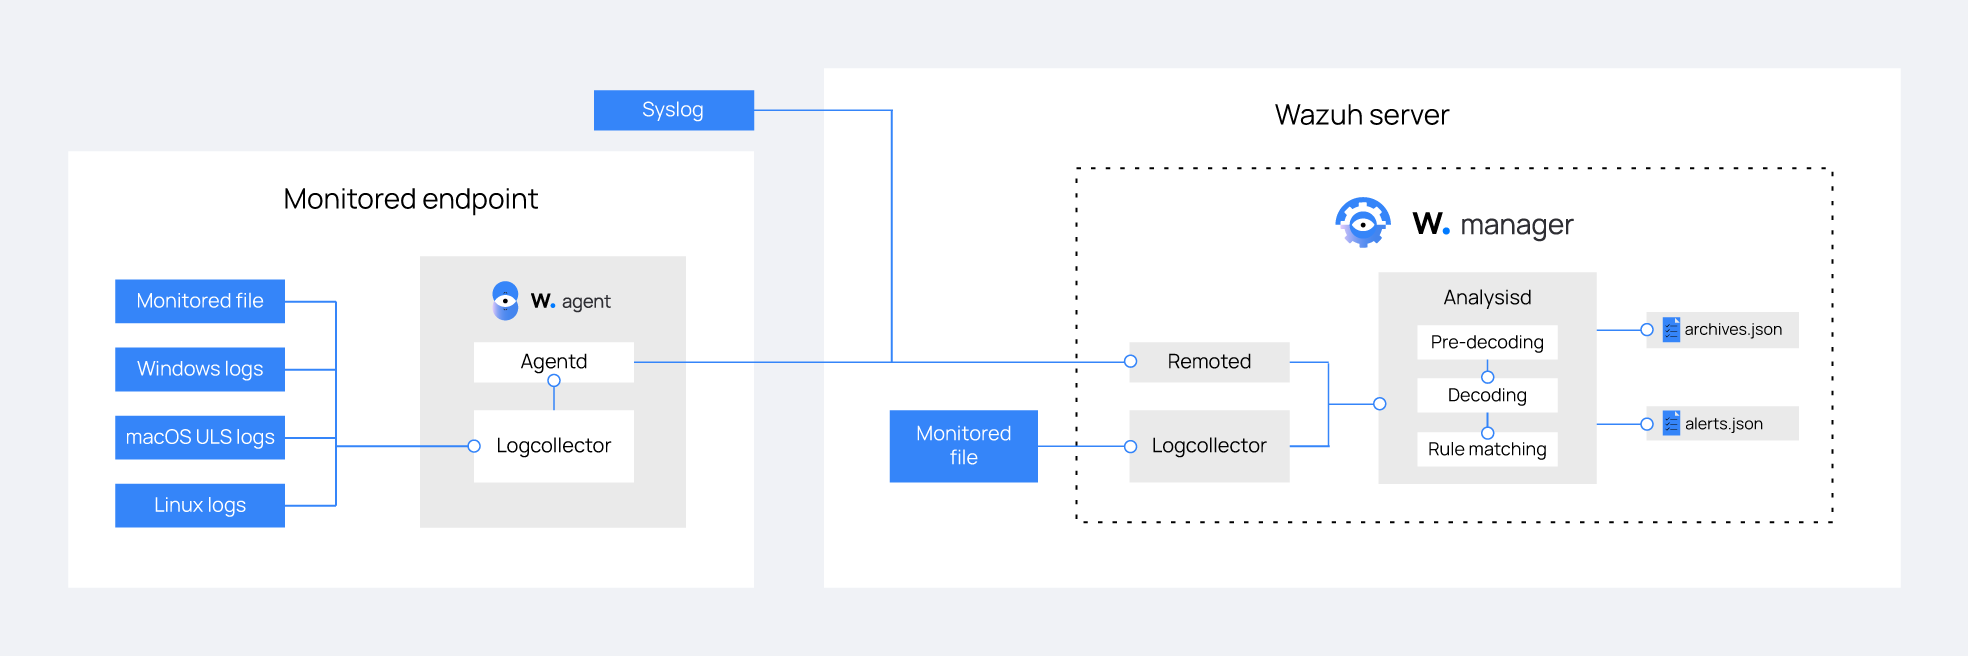 Syslog
Wazuh server
Monitored endpoint
W. manager
Monitored file
Windows logs
macOS ULS logs
Linux logs
W. agent
Agentd
Logcollector
Monitored
file
Remoted
Logcollector
Analysisd
Pre-decoding
Decoding
Rule matching
archives.json
alerts.json